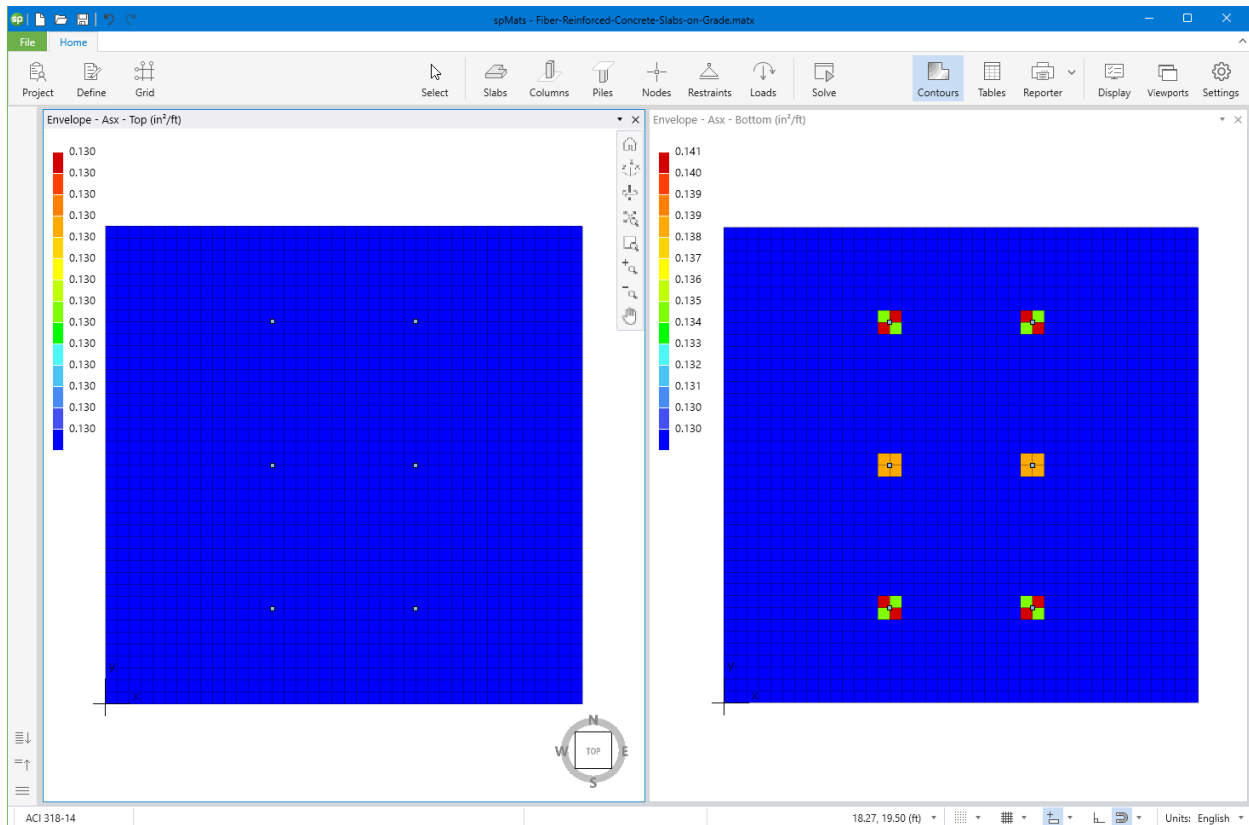 sp
spMats - Fiber-Reinforced-Concrete-Slabs-on-Grade.matx
File Home
Project Define Grid Select Slabs Columns Piles Nodes Restraints Loads Solve Contours Tables Reporter Display Viewports Settings
Envelope - Asx - Top (in²/ft)
0.130
0.130
0.130
0.130
0.130
0.130
0.130
0.130
0.130
0.130
0.130
0.130
0.130
0.130
y
x
N
W TOP E
S
Envelope - Asx - Bottom (in²/ft)
0.141
0.140
0.139
0.139
0.138
0.137
0.136
0.135
0.134
0.133
0.132
0.131
0.130
0.130
y
x
ACI 318-14 18.27, 19.50 (ft) Units: English